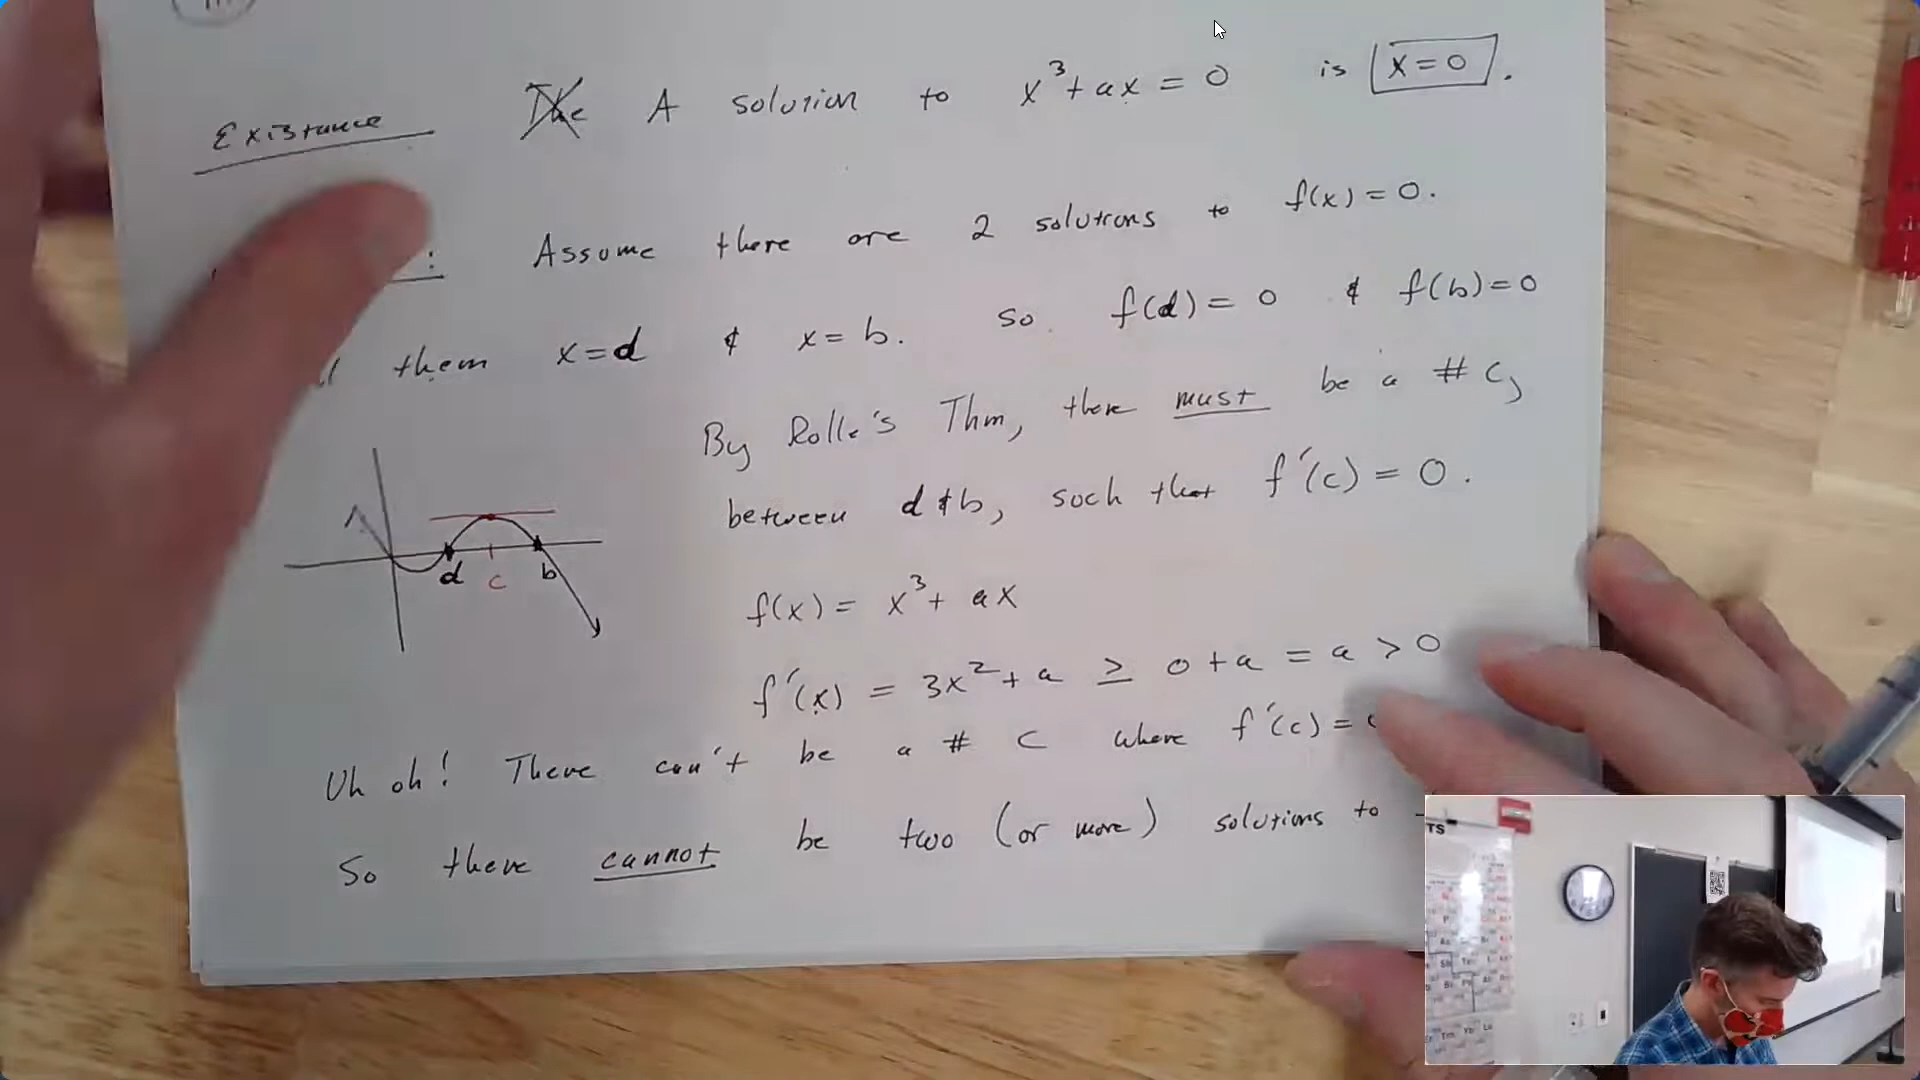 Existance The A solution to x³ + ax = 0 is x = 0.
: Assume there are 2 solutions to f(x) = 0.
them x = d & x = b. so f(d) = 0 & f(b) = 0
By Rolle's Thm, there must be a # c,
between d & b, such that f'(c) = 0.
d c b
f(x) = x³ + ax
f'(x) = 3x² + a ≥ 0 + a = a > 0
Uh oh! There can't be a # c where f'(c) =
So there cannot be two (or more) solutions to
TS